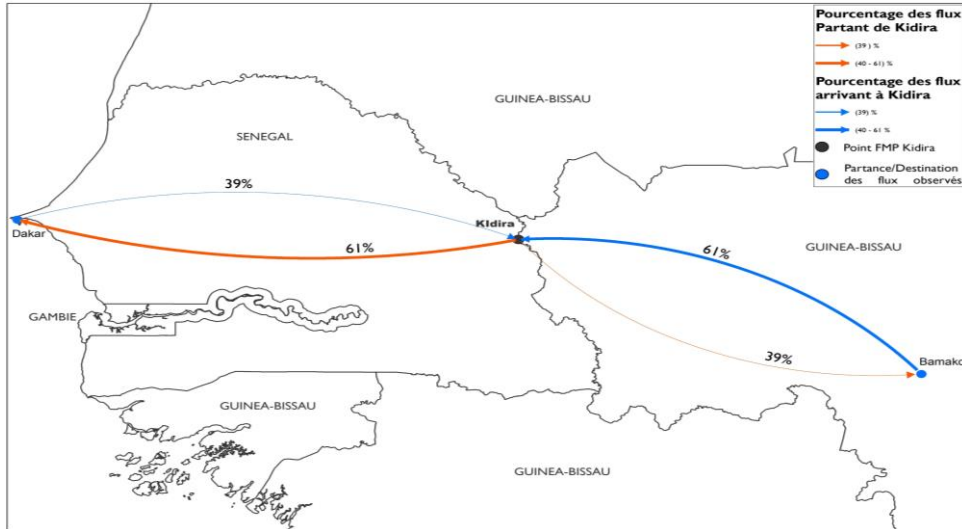 Pourcentage des flux
Partant de Kidira
(39 ) %
(40 - 61) %
Pourcentage des flux
arrivant à Kidira
(39) %
(40 - 61 %
Point FMP Kidira
Partance/Destination
des flux observés
GUINEA-BISSAU
SENEGAL
39%
KIdira
Dakar
61%
61%
GUINEA-BISSAU
GAMBIE
39%
Bamako
GUINEA-BISSAU
GUINEA-BISSAU